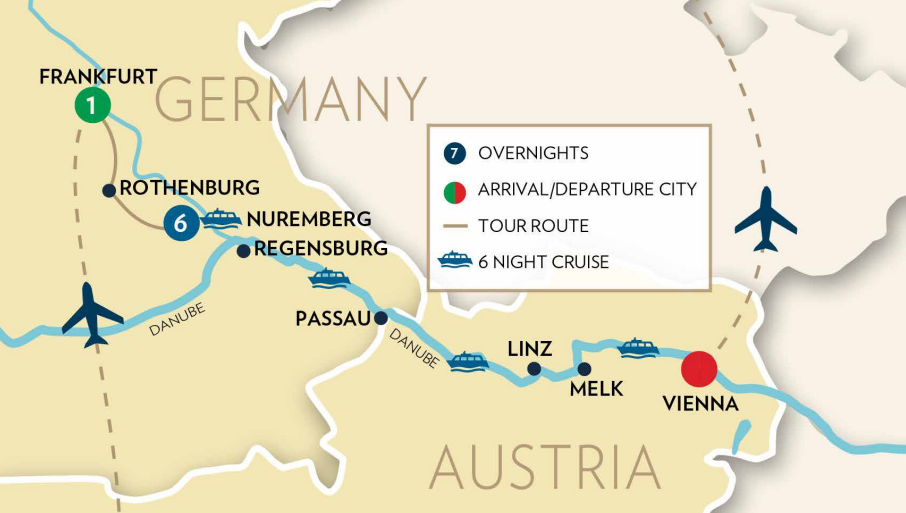 FRANKFURT
1
GERMANY
7 OVERNIGHTS
ARRIVAL/DEPARTURE CITY
TOUR ROUTE
6 NIGHT CRUISE
ROTHENBURG
6 NUREMBERG
REGENSBURG
DANUBE
PASSAU
DANUBE
LINZ
MELK
VIENNA
AUSTRIA